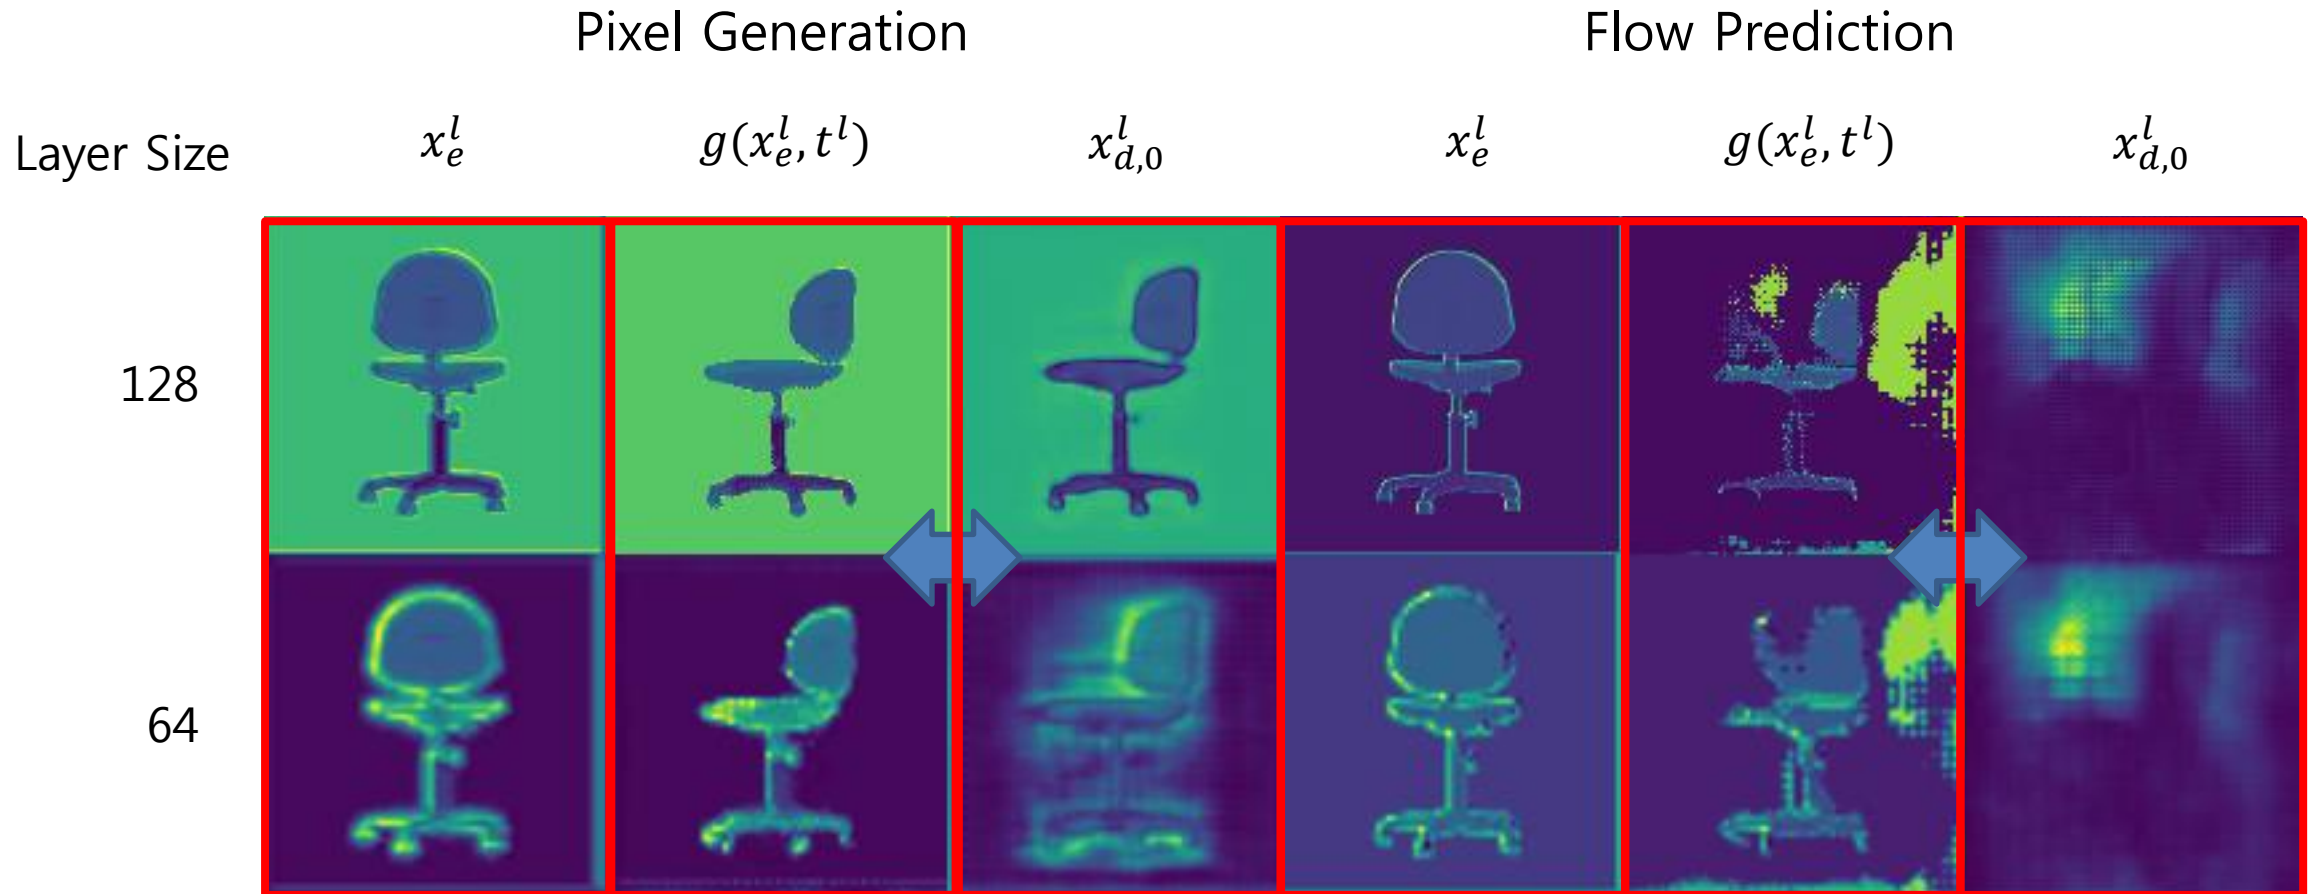 Pixel Generation Flow Prediction
Layer Size $x_e^l$ $g(x_e^l, t^l)$ $x_{d,0}^l$ $x_e^l$ $g(x_e^l, t^l)$ $x_{d,0}^l$
128
64